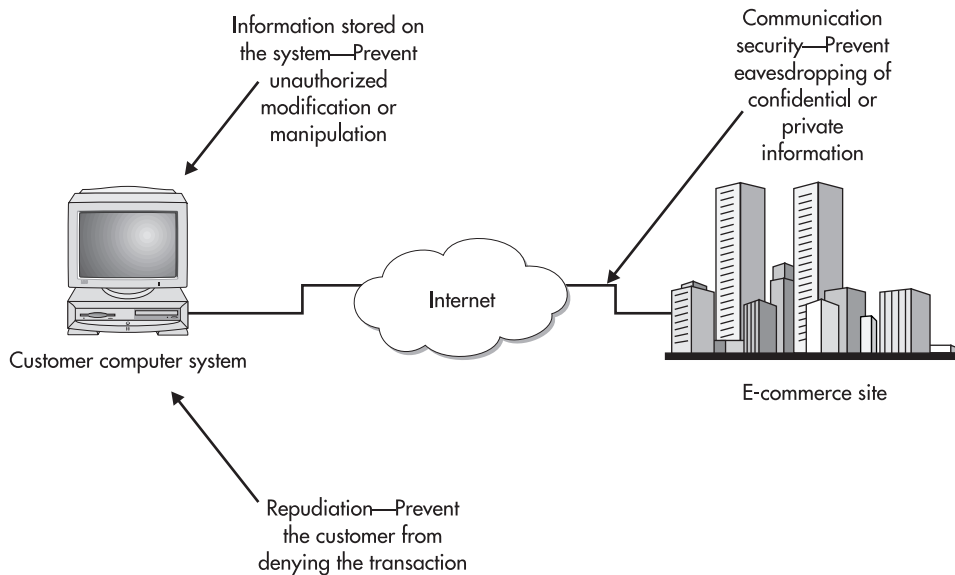 Information stored on
the system—Prevent
unauthorized
modification or
manipulation
Communication
security—Prevent
eavesdropping of
confidential or
private
information
Internet
Customer computer system
E-commerce site
Repudiation—Prevent
the customer from
denying the transaction